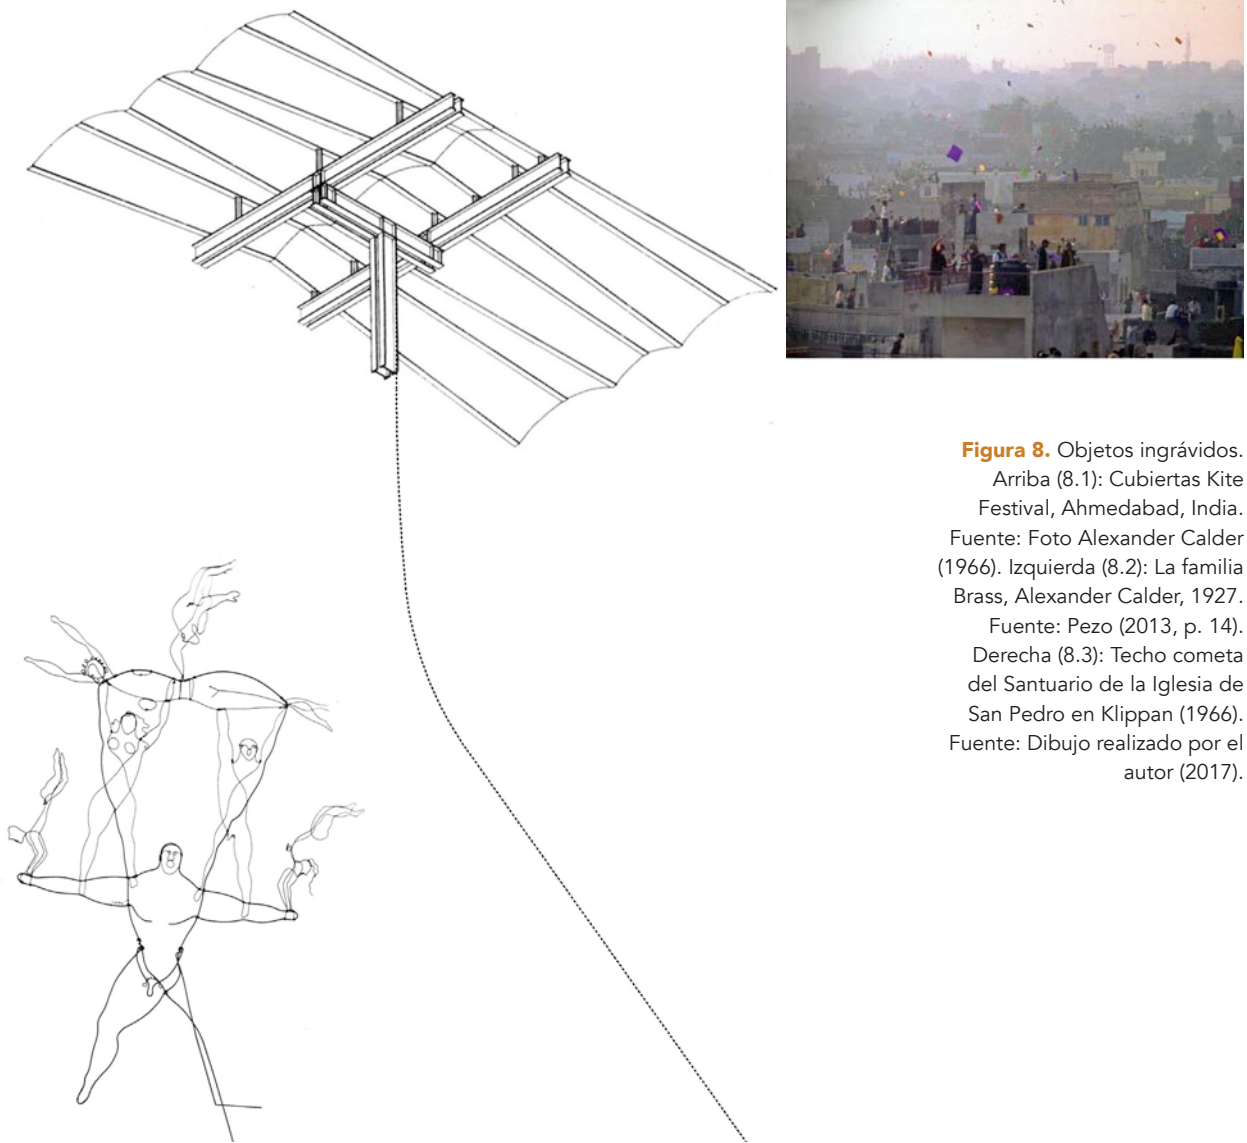 Figura 8. Objetos ingrávidos.
Arriba (8.1): Cubiertas Kite
Festival, Ahmedabad, India.
Fuente: Foto Alexander Calder
(1966). Izquierda (8.2): La familia
Brass, Alexander Calder, 1927.
Fuente: Pezo (2013, p. 14).
Derecha (8.3): Techo cometa
del Santuario de la Iglesia de
San Pedro en Klippan (1966).
Fuente: Dibujo realizado por el
autor (2017).